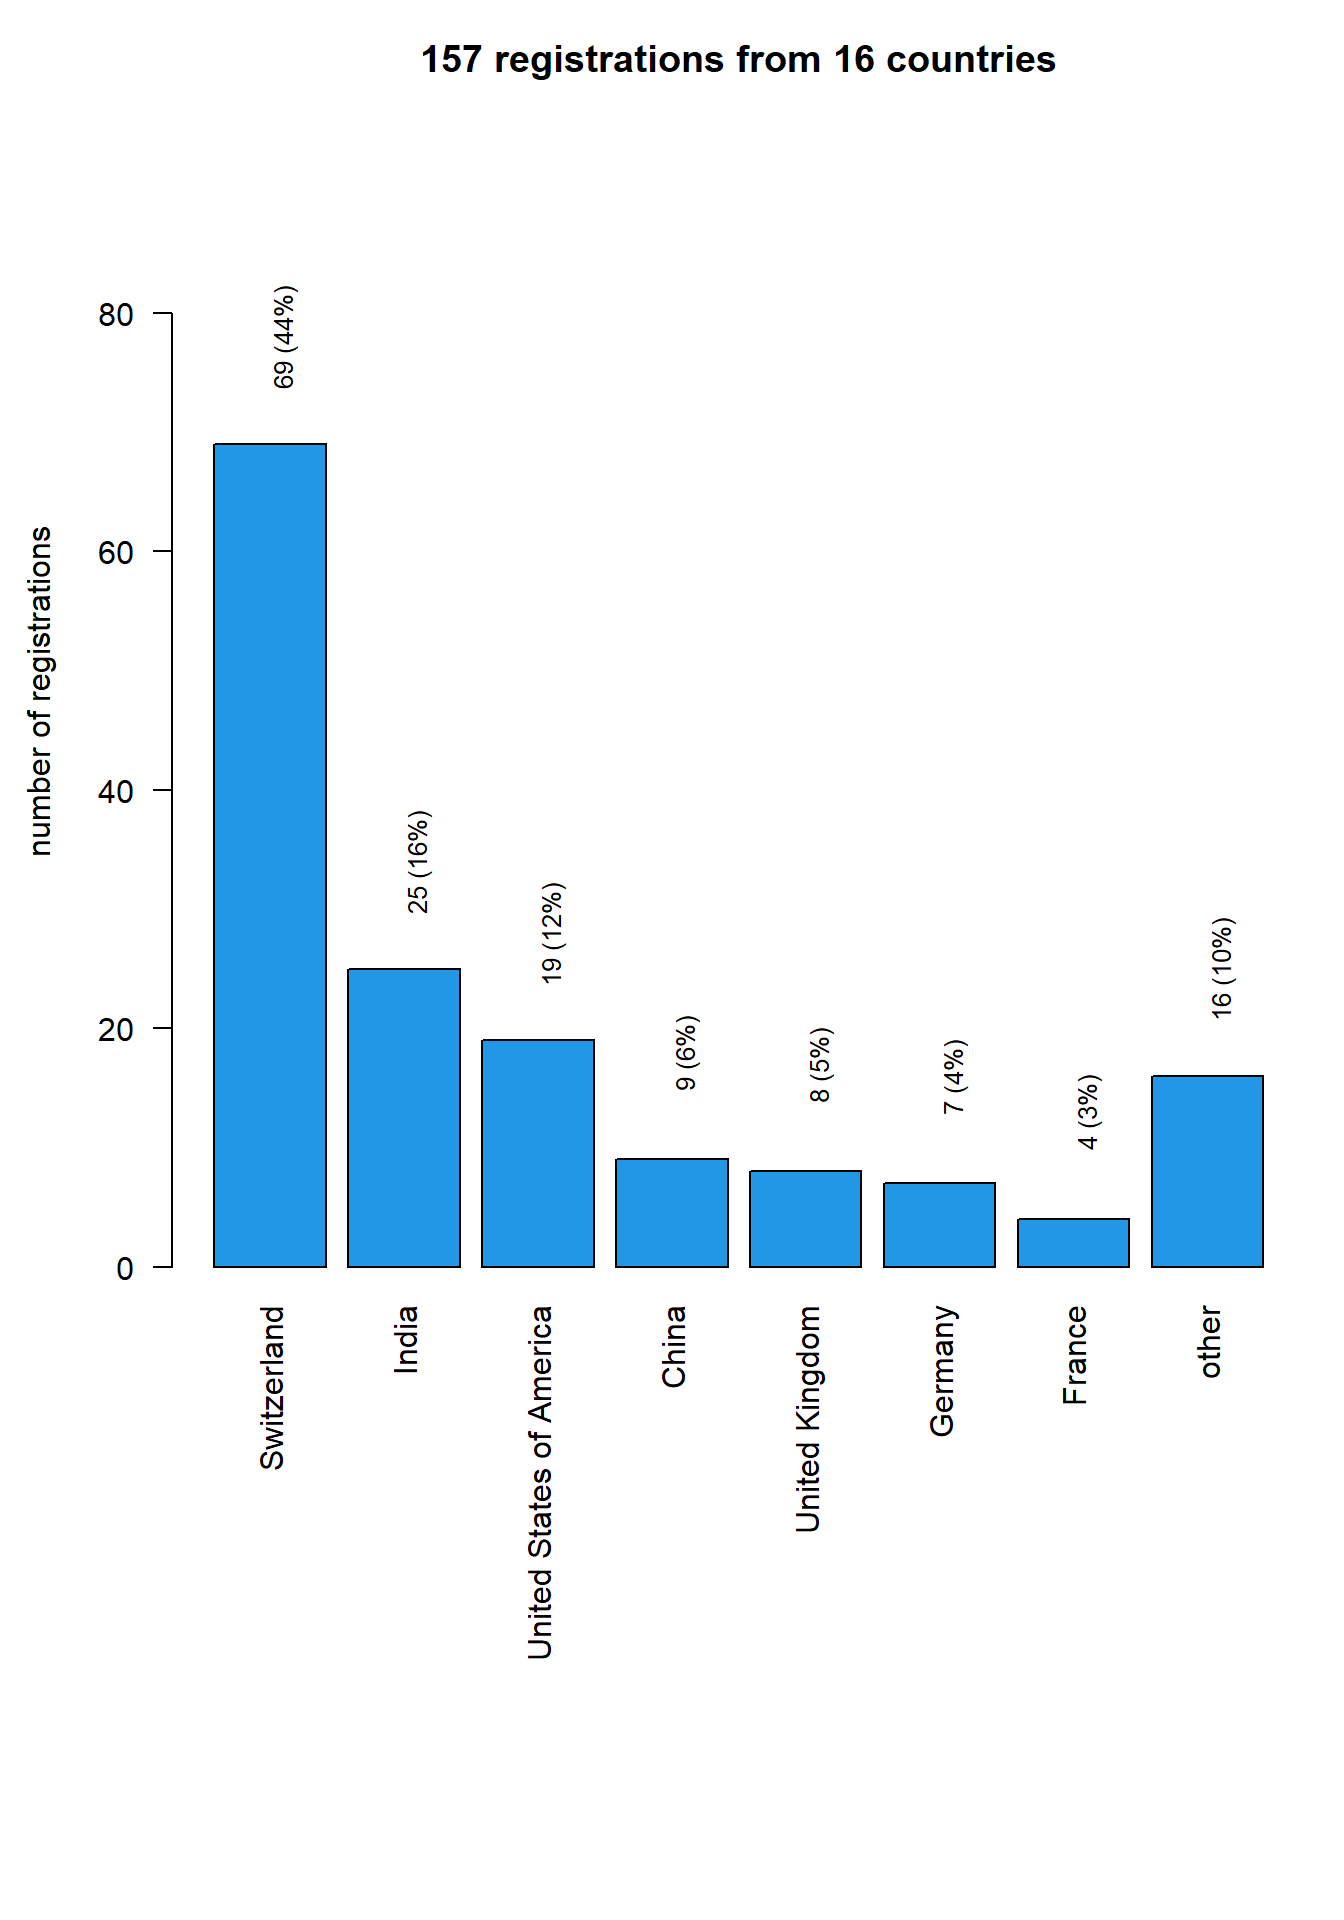 157 registrations from 16 countries
number of registrations
80
60
40
20
0
69 (44%)
25 (16%)
19 (12%)
9 (6%)
8 (5%)
7 (4%)
4 (3%)
16 (10%)
Switzerland
India
United States of America
China
United Kingdom
Germany
France
other